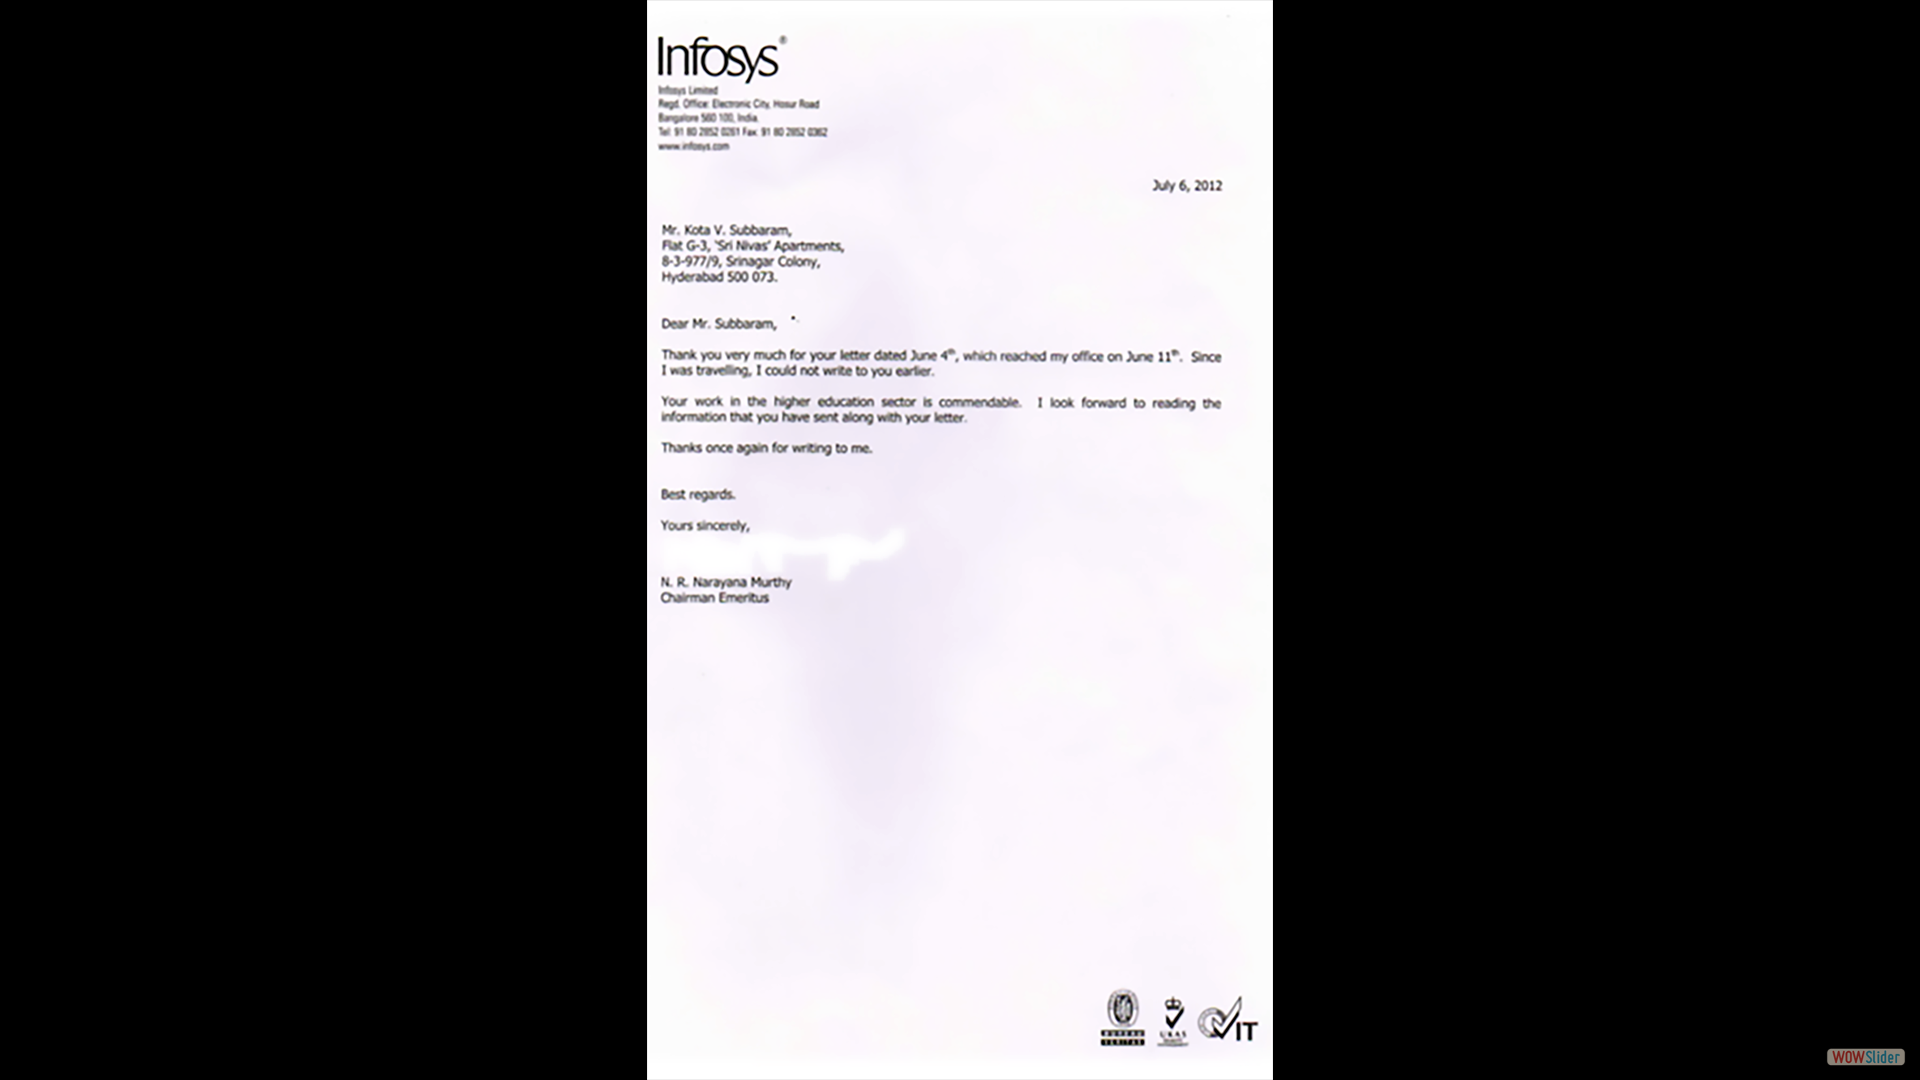 Infosys®
Infosys Limited
Regd. Office: Electronic City, Hosur Road
Bangalore 560 100, India.
Tel: 91 80 2852 0261 Fax: 91 80 2852 0362
www.infosys.com
July 6, 2012
Mr. Kota V. Subbaram,
Flat G-3, 'Sri Nivas' Apartments,
8-3-977/9, Srinagar Colony,
Hyderabad 500 073.
Dear Mr. Subbaram,
Thank you very much for your letter dated June 4th, which reached my office on June 11th. Since
I was travelling, I could not write to you earlier.
Your work in the higher education sector is commendable. I look forward to reading the
information that you have sent along with your letter.
Thanks once again for writing to me.
Best regards.
Yours sincerely,
N. R. Narayana Murthy
Chairman Emeritus
BUREAU
VERITAS
UKAS
IT
WOWSlider